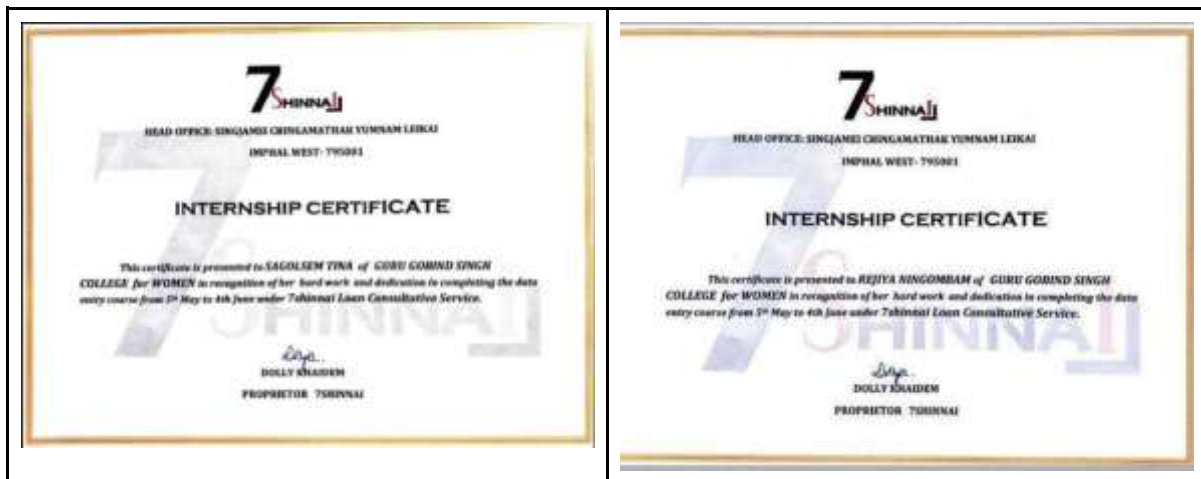 7SHINNAI
HEAD OFFICE: SINGJAMEI CHINGAMATHAK YUMNAM LEIKAI
IMPHAL WEST- 795001
INTERNSHIP CERTIFICATE
This certificate is presented to SAGOLSEM TINA of GURU GOBIND SINGH
COLLEGE for WOMEN in recognition of her hard work and dedication in completing the data
entry course from 5th May to 4th June under 7shinnai Loan Consultative Service.
DOLLY KHAIDEM
PROPRIETOR 7SHINNAI
7SHINNAI
7SHINNAI
HEAD OFFICE: SINGJAMEI CHINGAMATHAK YUMNAM LEIKAI
IMPHAL WEST- 795001
INTERNSHIP CERTIFICATE
This certificate is presented to REJIYA NINGOMBAM of GURU GOBIND SINGH
COLLEGE for WOMEN in recognition of her hard work and dedication in completing the data
entry course from 5th May to 4th June under 7shinnai Loan Consultative Service.
DOLLY KHAIDEM
PROPRIETOR 7SHINNAI
7SHINNAI